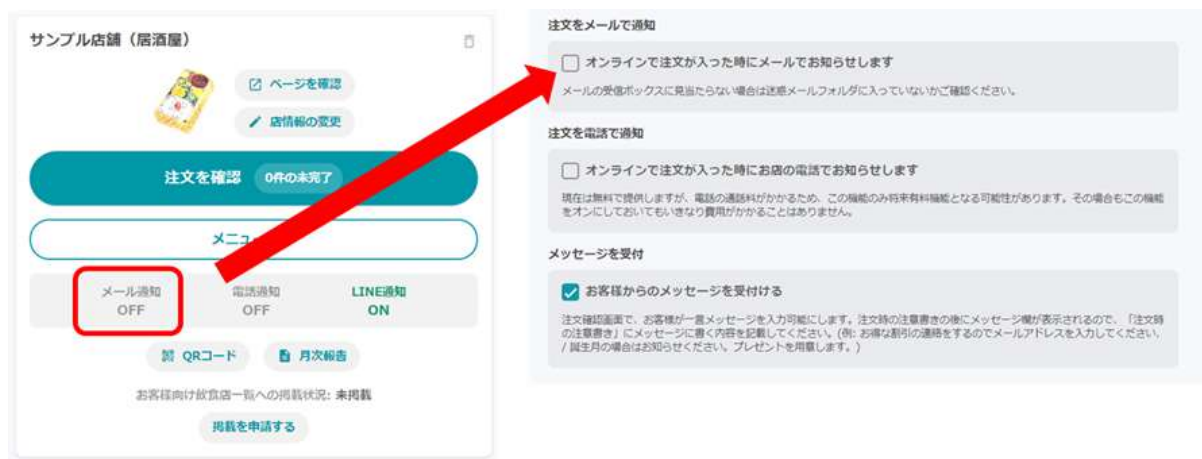 サンプル店舗（居酒屋）
ページを確認
店情報の変更
注文を確認 0件の未完了
メニュー
メール通知 電話通知 LINE通知
OFF OFF ON
QRコード 月次報告
お客様向け飲食店一覧への掲載状況: 未掲載
掲載を申請する
注文をメールで通知
オンラインで注文が入った時にメールでお知らせします
メールの受信ボックスに見当たらない場合は迷惑メールフォルダに入っていないかご確認ください。
注文を電話で通知
オンラインで注文が入った時にお店の電話でお知らせします
現在は無料で提供しますが、電話の通話料がかかるため、この機能のみ将来有料機能となる可能性があります。その場合もこの機能
をオンにしておいてもいきなり費用がかかることはありません。
メッセージを受付
お客様からのメッセージを受付ける
注文確認画面で、お客様が一言メッセージを入力可能にします。注文時の注意書きの後にメッセージ欄が表示されるので、「注文時
の注意書き」にメッセージに書く内容を記載してください。(例: お得な割引の連絡をするのでメールアドレスを入力してください。
/ 誕生月の場合はお知らせください。プレゼントを用意します。)